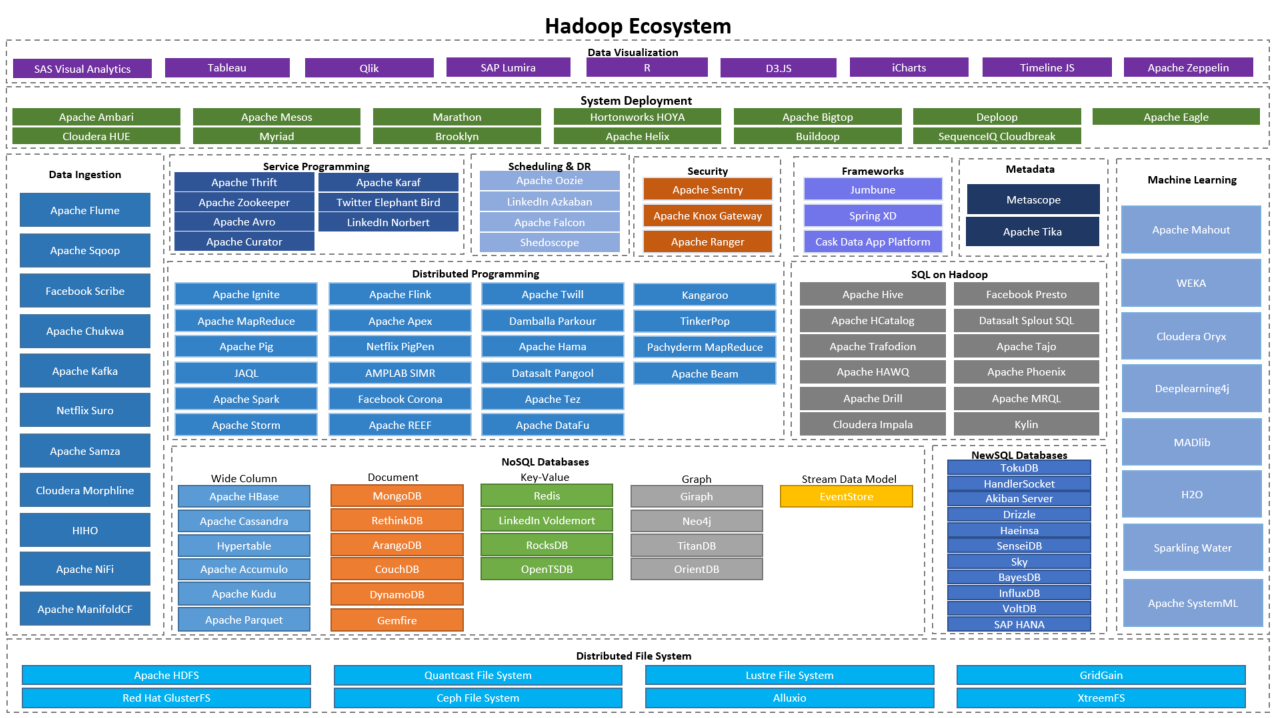 Hadoop Ecosystem
Data Visualization
SAS Visual Analytics
Tableau
Qlik
SAP Lumira
R
D3.JS
iCharts
Timeline JS
Apache Zeppelin
System Deployment
Apache Ambari
Apache Mesos
Marathon
Hortonworks HOYA
Apache Bigtop
Deploop
Apache Eagle
Cloudera HUE
Myriad
Brooklyn
Apache Helix
Buildoop
SequenceIQ Cloudbreak
Data Ingestion
Apache Flume
Apache Sqoop
Facebook Scribe
Apache Chukwa
Apache Kafka
Netflix Suro
Apache Samza
Cloudera Morphline
HIHO
Apache NiFi
Apache ManifoldCF
Service Programming
Apache Thrift
Apache Zookeeper
Apache Avro
Apache Curator
Apache Karaf
Twitter Elephant Bird
LinkedIn Norbert
Scheduling & DR
Apache Oozie
LinkedIn Azkaban
Apache Falcon
Shedoscope
Security
Apache Sentry
Apache Knox Gateway
Apache Ranger
Frameworks
Jumbune
Spring XD
Cask Data App Platform
Metadata
Metascope
Apache Tika
Machine Learning
Apache Mahout
WEKA
Cloudera Oryx
Deeplearning4j
MADlib
H2O
Sparkling Water
Apache SystemML
Distributed Programming
Apache Ignite
Apache MapReduce
Apache Pig
JAQL
Apache Spark
Apache Storm
Apache Flink
Apache Apex
Netflix PigPen
AMPLAB SIMR
Facebook Corona
Apache REEF
Apache Twill
Damballa Parkour
Apache Hama
Datasalt Pangool
Apache Tez
Apache DataFu
Kangaroo
TinkerPop
Pachyderm MapReduce
Apache Beam
SQL on Hadoop
Apache Hive
Apache HCatalog
Apache Trafodion
Apache HAWQ
Apache Drill
Cloudera Impala
Facebook Presto
Datasalt Splout SQL
Apache Tajo
Apache Phoenix
Apache MRQL
Kylin
NoSQL Databases
Wide Column
Apache HBase
Apache Cassandra
Hypertable
Apache Accumulo
Apache Kudu
Apache Parquet
Document
MongoDB
RethinkDB
ArangoDB
CouchDB
DynamoDB
Gemfire
Key-Value
Redis
LinkedIn Voldemort
RocksDB
OpenTSDB
Graph
Giraph
Neo4j
TitanDB
OrientDB
Stream Data Model
EventStore
NewSQL Databases
TokuDB
HandlerSocket
Akiban Server
Drizzle
Haeinsa
SenseiDB
Sky
BayesDB
InfluxDB
VoltDB
SAP HANA
Distributed File System
Apache HDFS
Quantcast File System
Lustre File System
GridGain
Red Hat GlusterFS
Ceph File System
Alluxio
XtreemFS